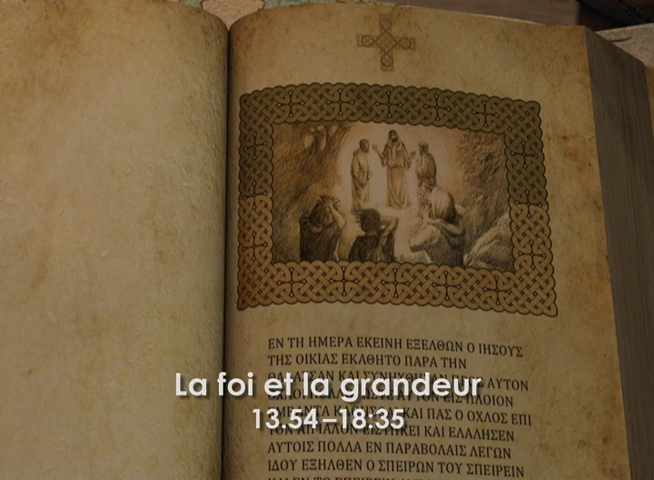 ΕΝ ΤΗ ΗΜΕΡΑ ΕΚΕΙΝΗ ΕΞΕΛΘΩΝ Ο ΙΗΣΟΥΣ
ΤΗΣ ΟΙΚΙΑΣ ΕΚΑΘΗΤΟ ΠΑΡΑ ΤΗΝ
ΚΑΙ ΑΥΤΟΝ
La foi et la grandeur
ΠΛΟΙΟΝ
ΚΑΙ ΠΑΣ Ο ΟΧΛΟΣ ΕΠΙ
13.54–18:35
ΚΑΙ ΕΛΑΛΗΣΕΝ
ΑΥΤΟΙΣ ΠΟΛΛΑ ΕΝ ΠΑΡΑΒΟΛΑΙΣ ΛΕΓΩΝ
ΙΔΟΥ ΕΞΗΛΘΕΝ Ο ΣΠΕΙΡΩΝ ΤΟΥ ΣΠΕΙΡΕΙΝ